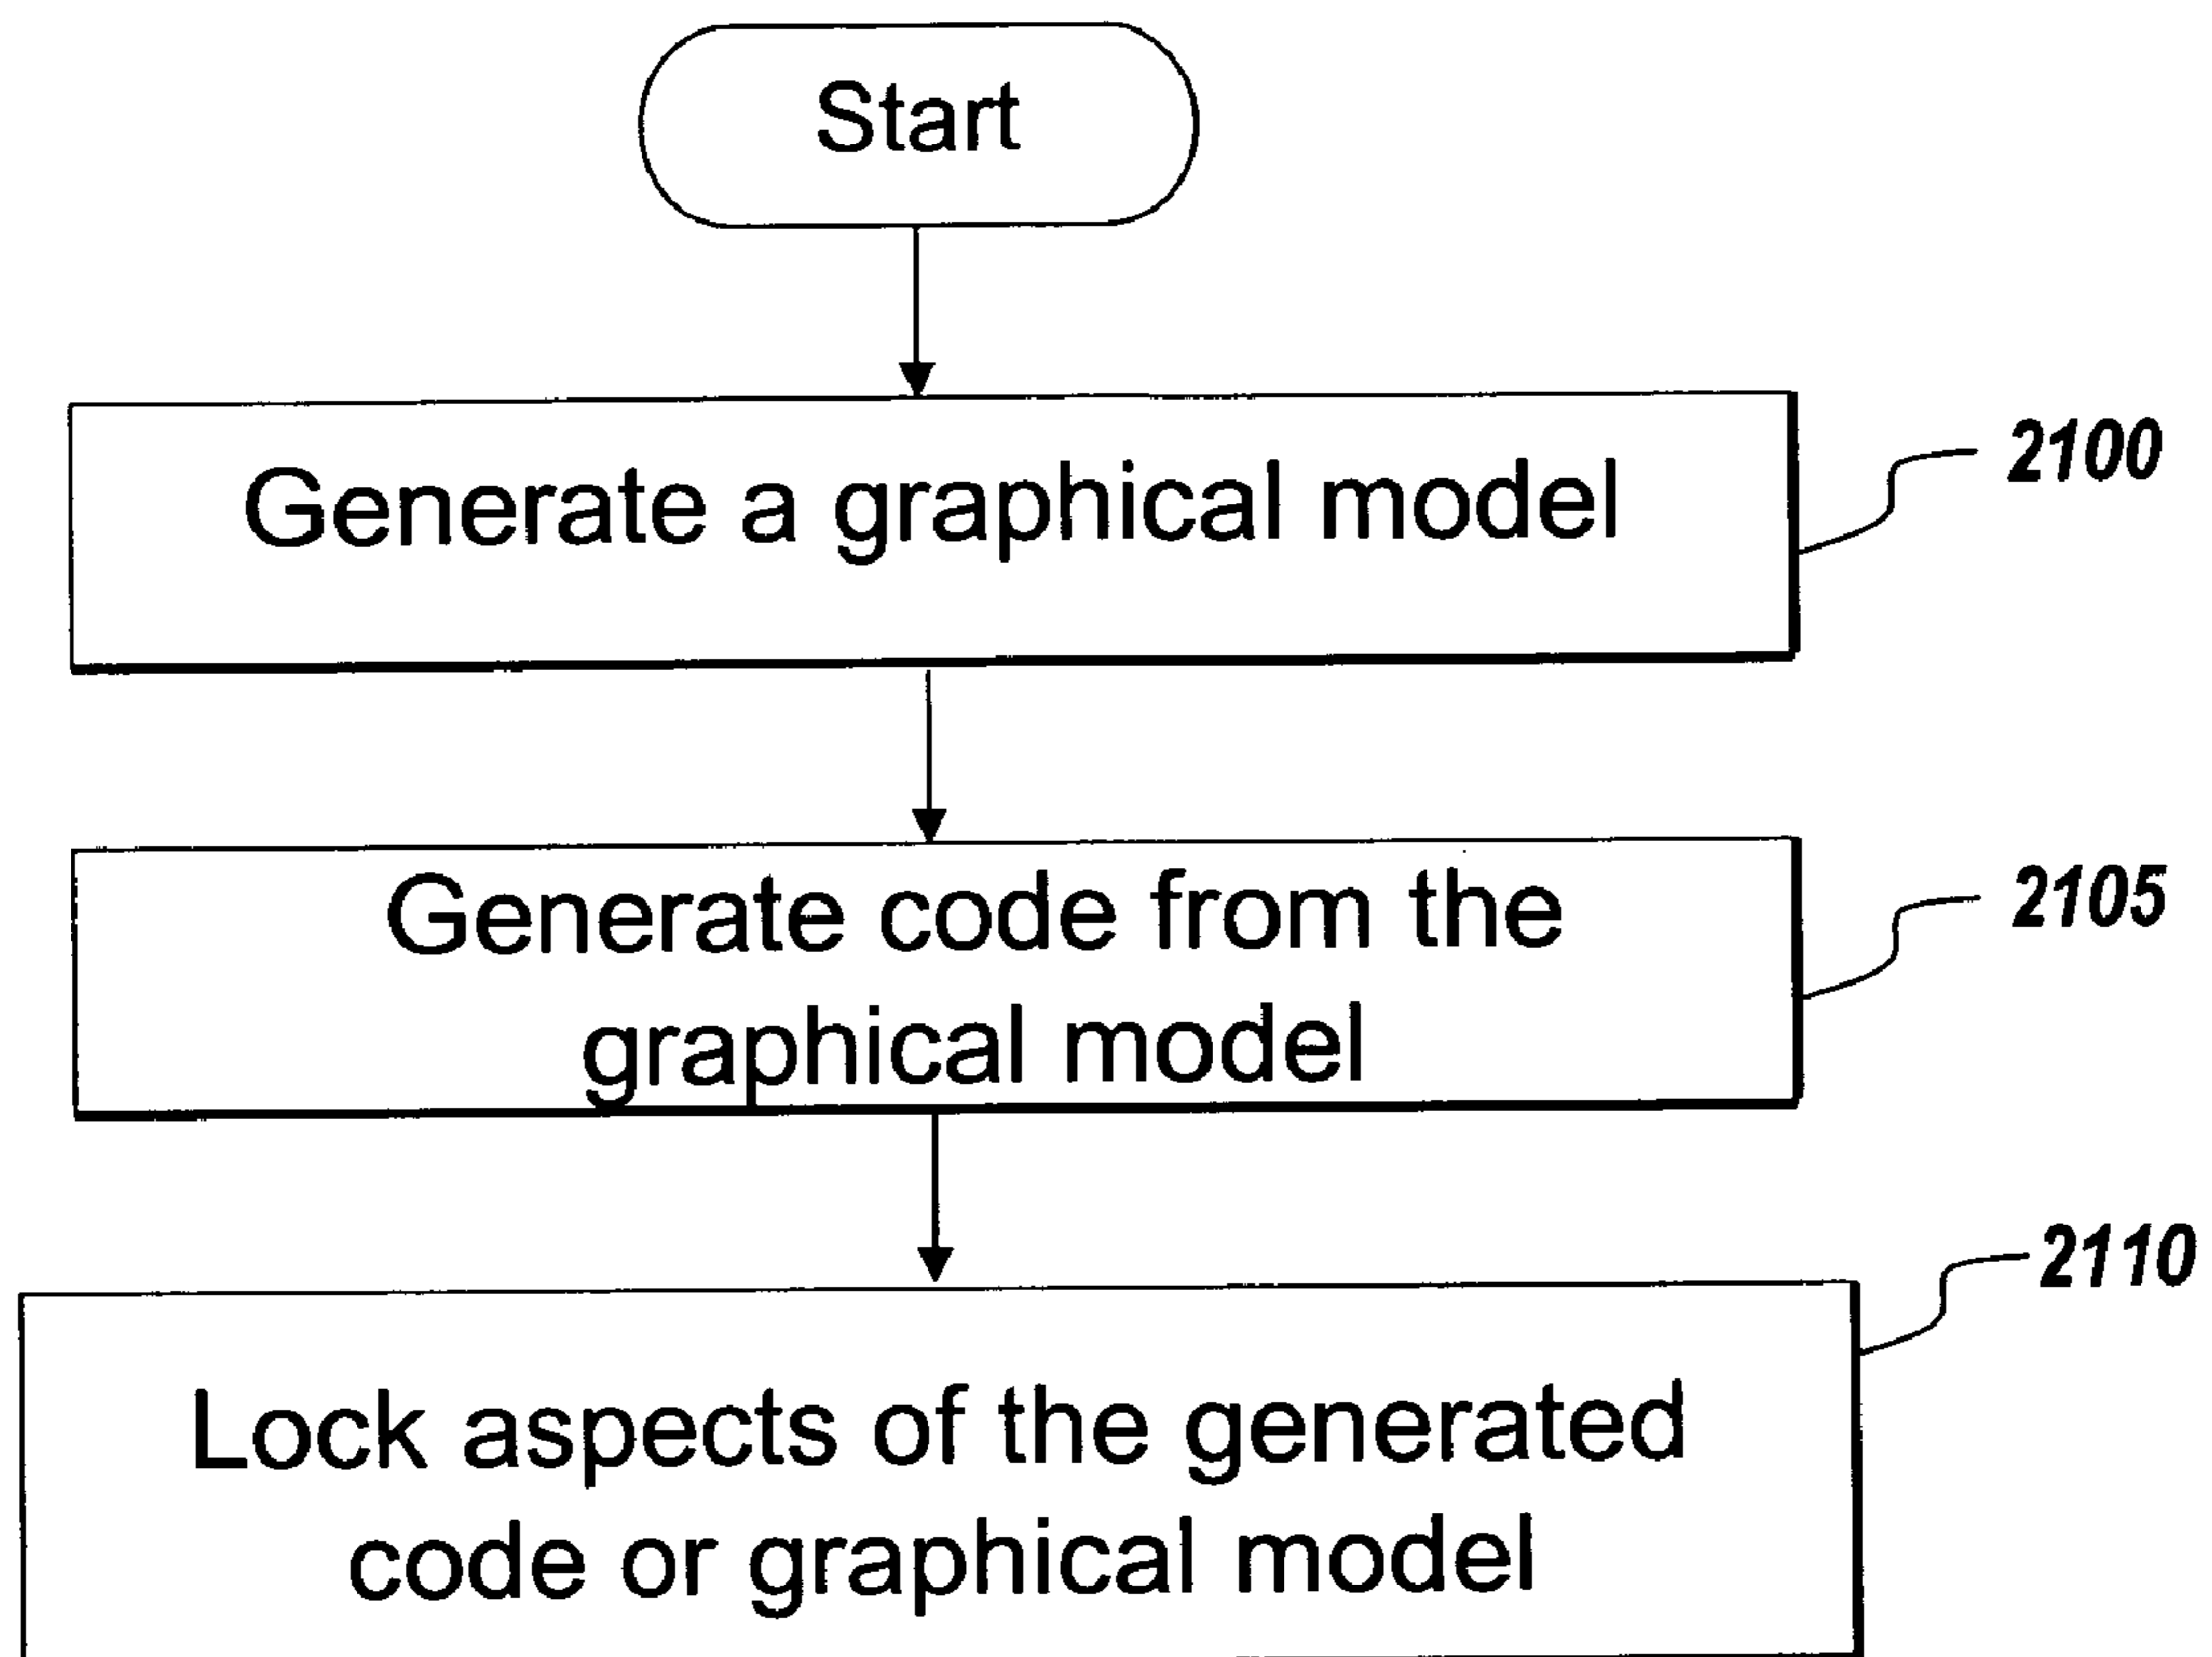 Start
Generate a graphical model
2100
Generate code from the
graphical model
2105
2110
Lock aspects of the generated
code or graphical model